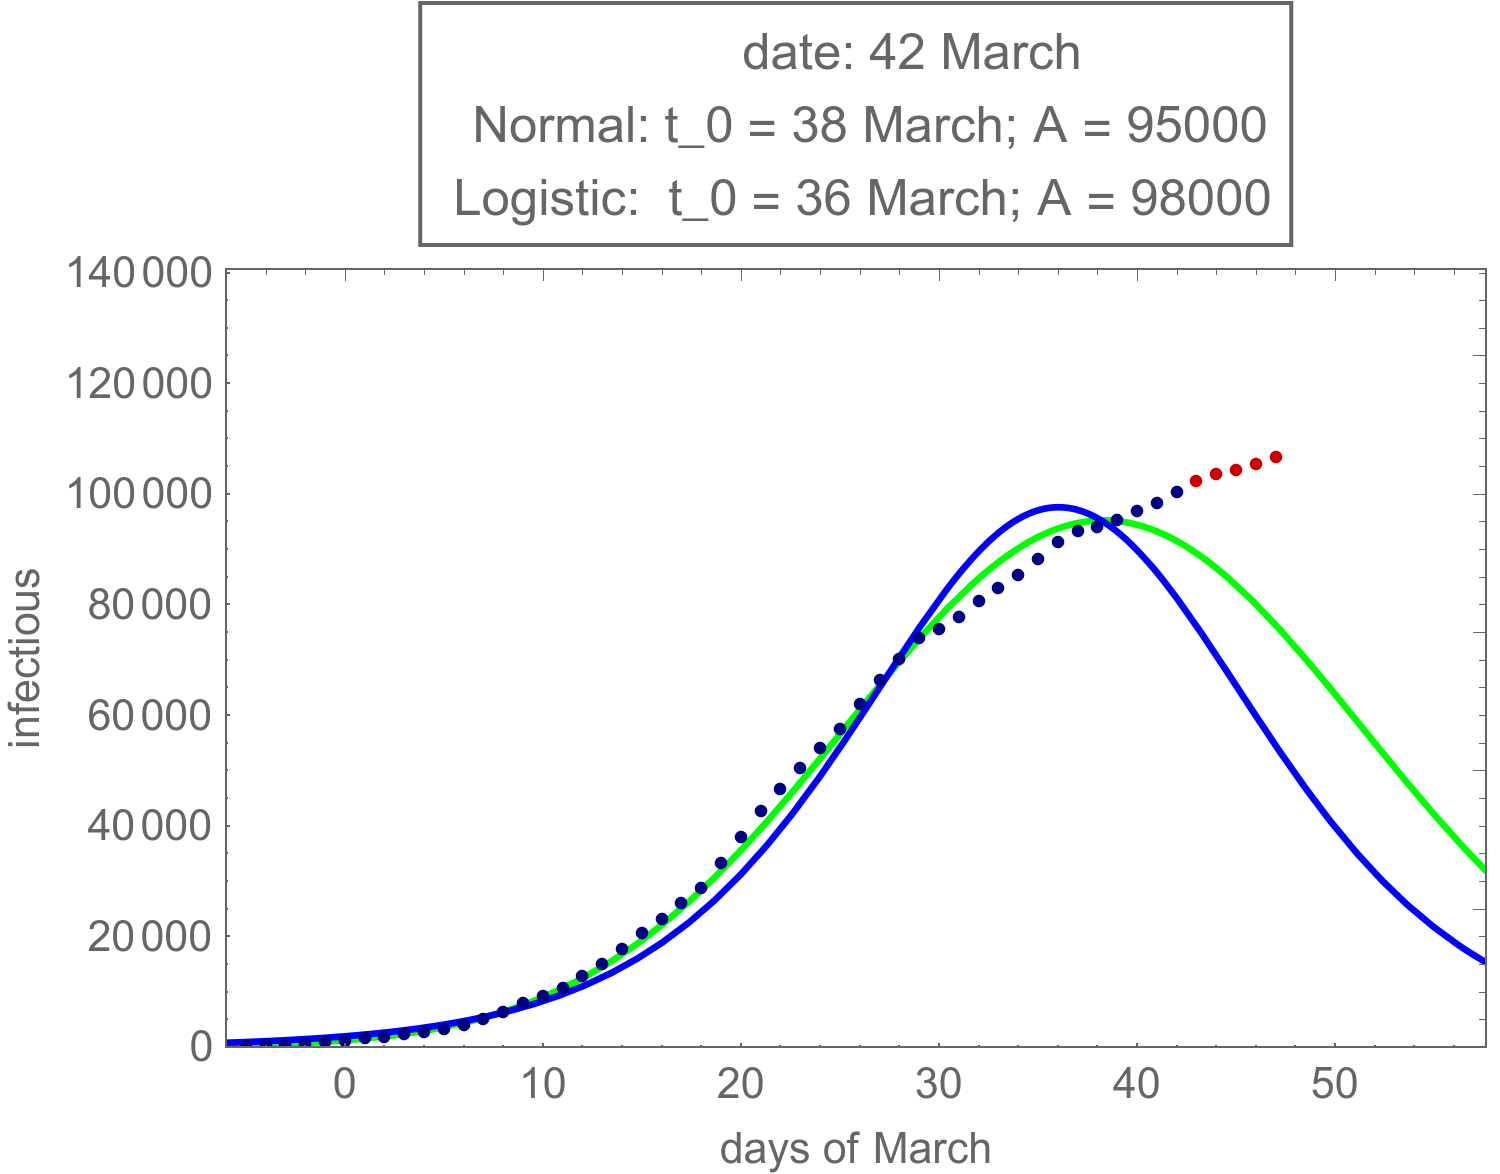 date: 42 March
Normal: t_0 = 38 March; A = 95000
Logistic: t_0 = 36 March; A = 98000
140 000
120 000
100 000
80 000
60 000
40 000
20 000
0
infectious
0 10 20 30 40 50
days of March